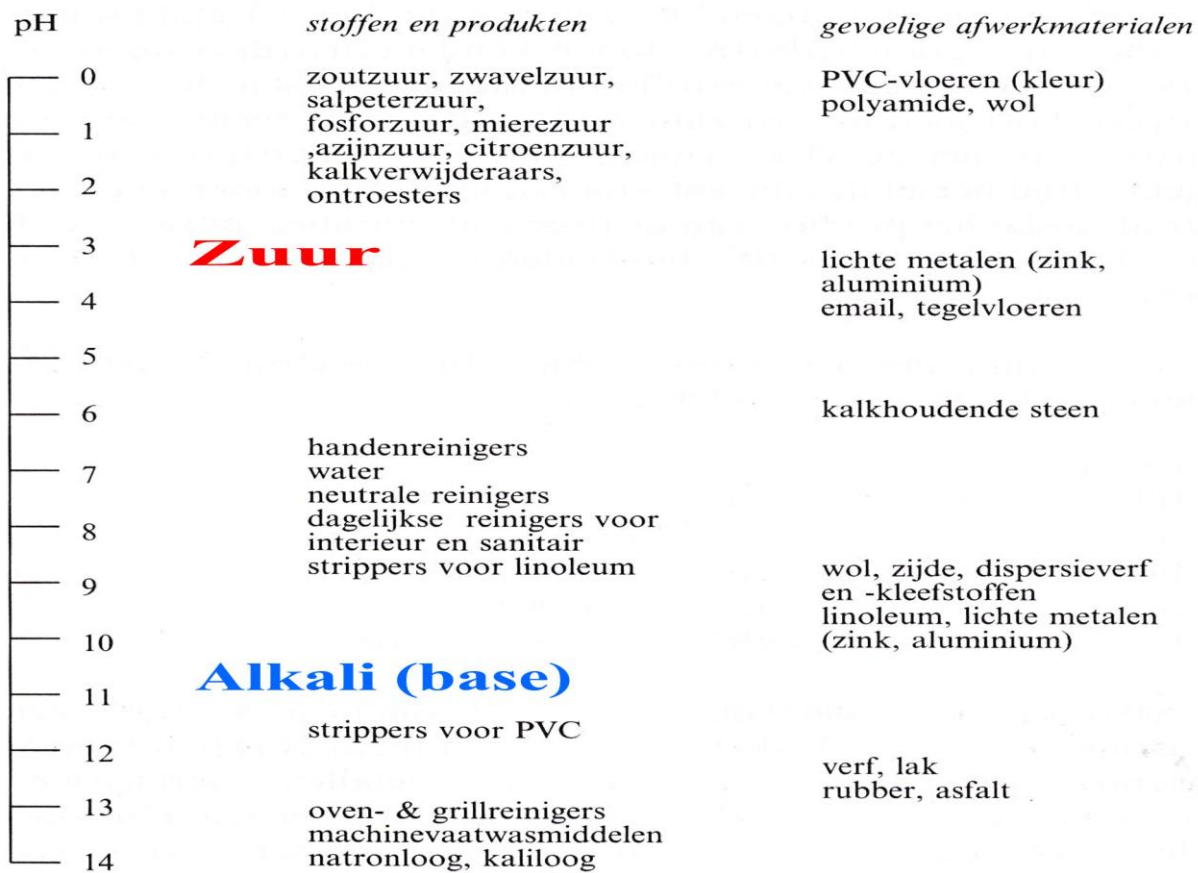 pH
stoffen en produkten
gevoelige afwerkmaterialen
0
zoutzuur, zwavelzuur,
PVC-vloeren (kleur)
salpeterzuur,
polyamide, wol
1
fosforzuur, mierezuur
,azijnzuur, citroenzuur,
kalkverwijderaars,
2
ontroesters
3
Zuur
lichte metalen (zink,
aluminium)
4
email, tegelvloeren
5
6
kalkhoudende steen
handenreinigers
7
water
neutrale reinigers
dagelijkse reinigers voor
8
interieur en sanitair
strippers voor linoleum
wol, zijde, dispersieverf
9
en -kleefstoffen
linoleum, lichte metalen
10
(zink, aluminium)
Alkali (base)
11
strippers voor PVC
12
verf, lak
rubber, asfalt
13
oven- & grillreinigers
machinevaatwasmiddelen
14
natronloog, kaliloog